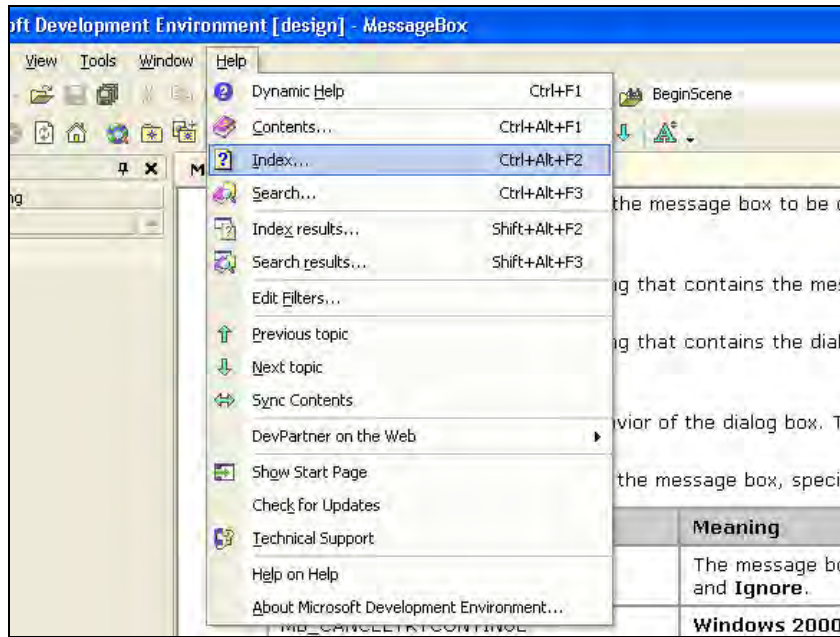 oft Development Environment [design] - MessageBox
View Tools Window Help
Dynamic Help Ctrl+F1
BeginScene
Contents... Ctrl+Alt+F1
Index... Ctrl+Alt+F2
M
Search... Ctrl+Alt+F3
ng
the message box to be
Index results... Shift+Alt+F2
Search results... Shift+Alt+F3
ng that contains the mes
Edit Filters...
Previous topic
ng that contains the dial
Next topic
Sync Contents
vior of the dialog box. T
DevPartner on the Web
Show Start Page
the message box, speci
Check for Updates
Meaning
Technical Support
The message bo
and Ignore.
Help on Help
About Microsoft Development Environment...
MB_CANCELTRYCONTINUE
Windows 2000